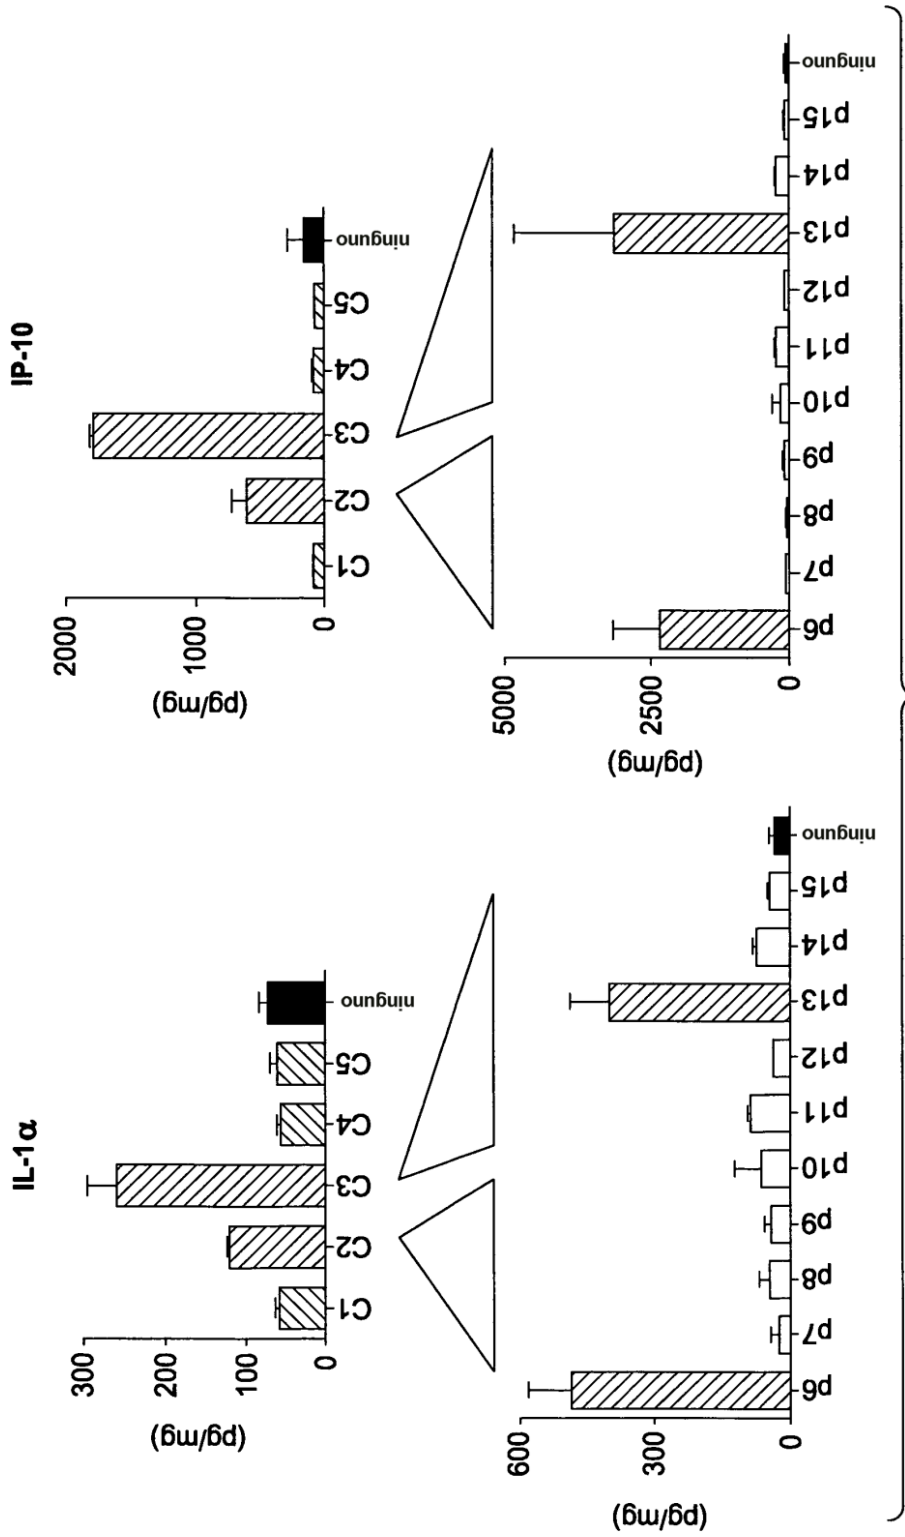 IL-1α
(pg/mg)
300
200
100
0
C1 C2 C3 C4 C5 ninguno
(pg/mg)
600
300
0
p6 p7 p8 p9 p10 p11 p12 p13 p14 p15 ninguno
IP-10
(pg/mg)
2000
1000
0
C1 C2 C3 C4 C5 ninguno
(pg/mg)
5000
2500
0
p6 p7 p8 p9 p10 p11 p12 p13 p14 p15 ninguno